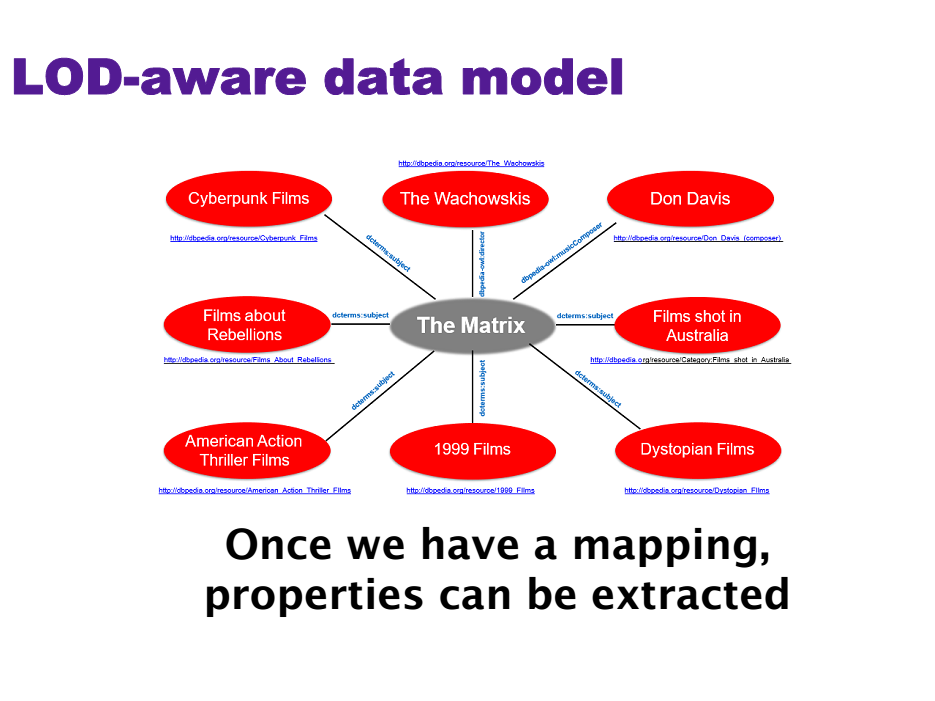 LOD-aware data model
http://dbpedia.org/resource/The_Wachowskis
Cyberpunk Films
The Wachowskis
Don Davis
http://dbpedia.org/resource/Cyberpunk_Films
http://dbpedia.org/resource/Don_Davis_(composer)
dcterms:subject
dbpedia-owl:director
dbpedia-owl:musicComposer
Films about
Rebellions
dcterms:subject
The Matrix
dcterms:subject
Films shot in
Australia
http://dbpedia.org/resource/Films_About_Rebellions
http://dbpedia.org/resource/Category:Films_shot_in_Australia
dcterms:subject
dcterms:subject
dcterms:subject
American Action
Thriller Films
1999 Films
Dystopian Films
http://dbpedia.org/resource/American_Action_Thriller_FIlms
http://dbpedia.org/resource/1999_FIlms
http://dbpedia.org/resource/Dystopian_FIlms
Once we have a mapping,
properties can be extracted